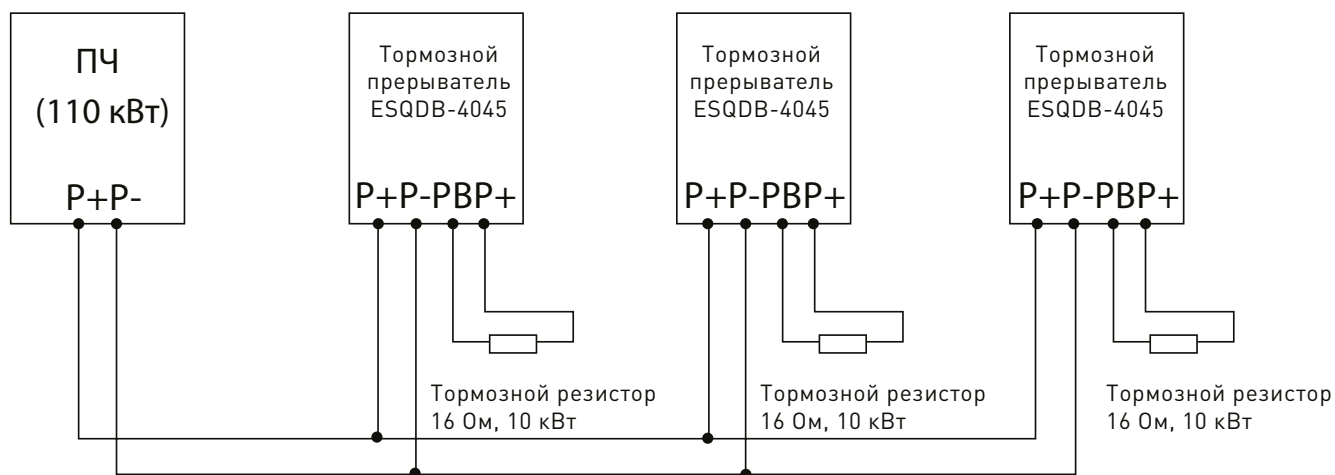 ПЧ
(110 кВт)
P+P-
Тормозной
прерыватель
ESQDB-4045
P+P-PBP+
Тормозной резистор
16 Ом, 10 кВт
Тормозной
прерыватель
ESQDB-4045
P+P-PBP+
Тормозной резистор
16 Ом, 10 кВт
Тормозной
прерыватель
ESQDB-4045
P+P-PBP+
Тормозной резистор
16 Ом, 10 кВт